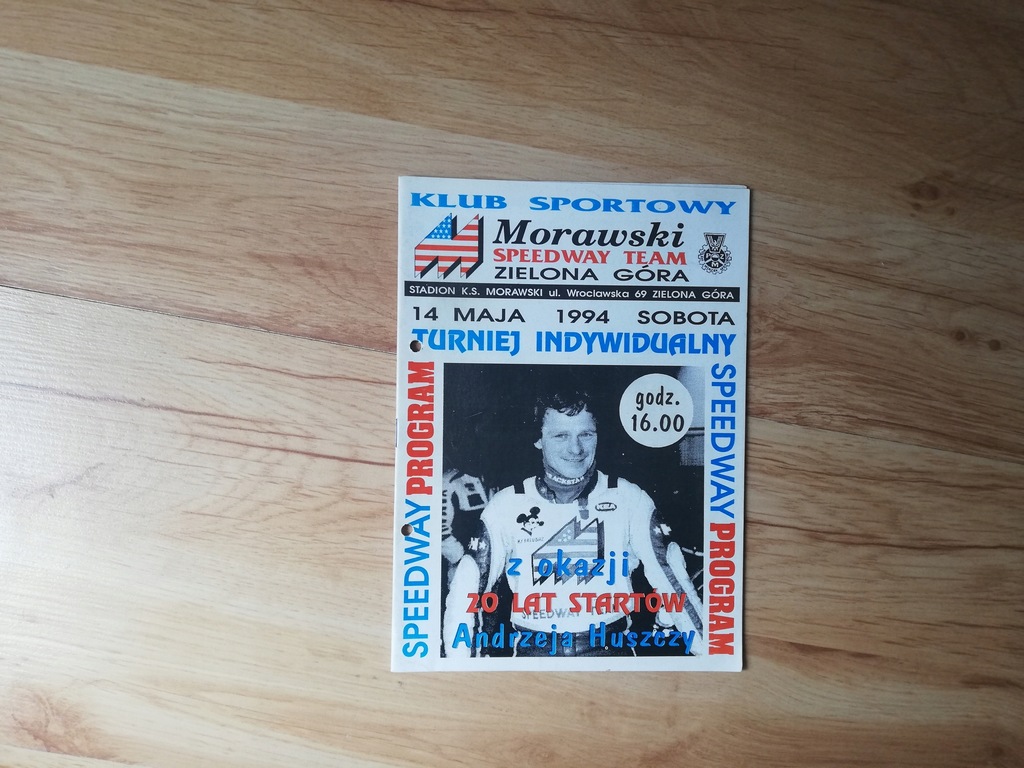 KLUB SPORTOWY
Morawski
SPEEDWAY TEAM
ZIELONA GÓRA
STADION K.S. MORAWSKI ul. Wrocławska 69 ZIELONA GÓRA
14 MAJA 1994 SOBOTA
TURNIEJ INDYWIDUALNY
SPEEDWAY PROGRAM
SPEEDWAY PROGRAM
godz.
16.00
z okazji
20 LAT STARTÓW
SPEEDWAY
Andrzeja Huszczy